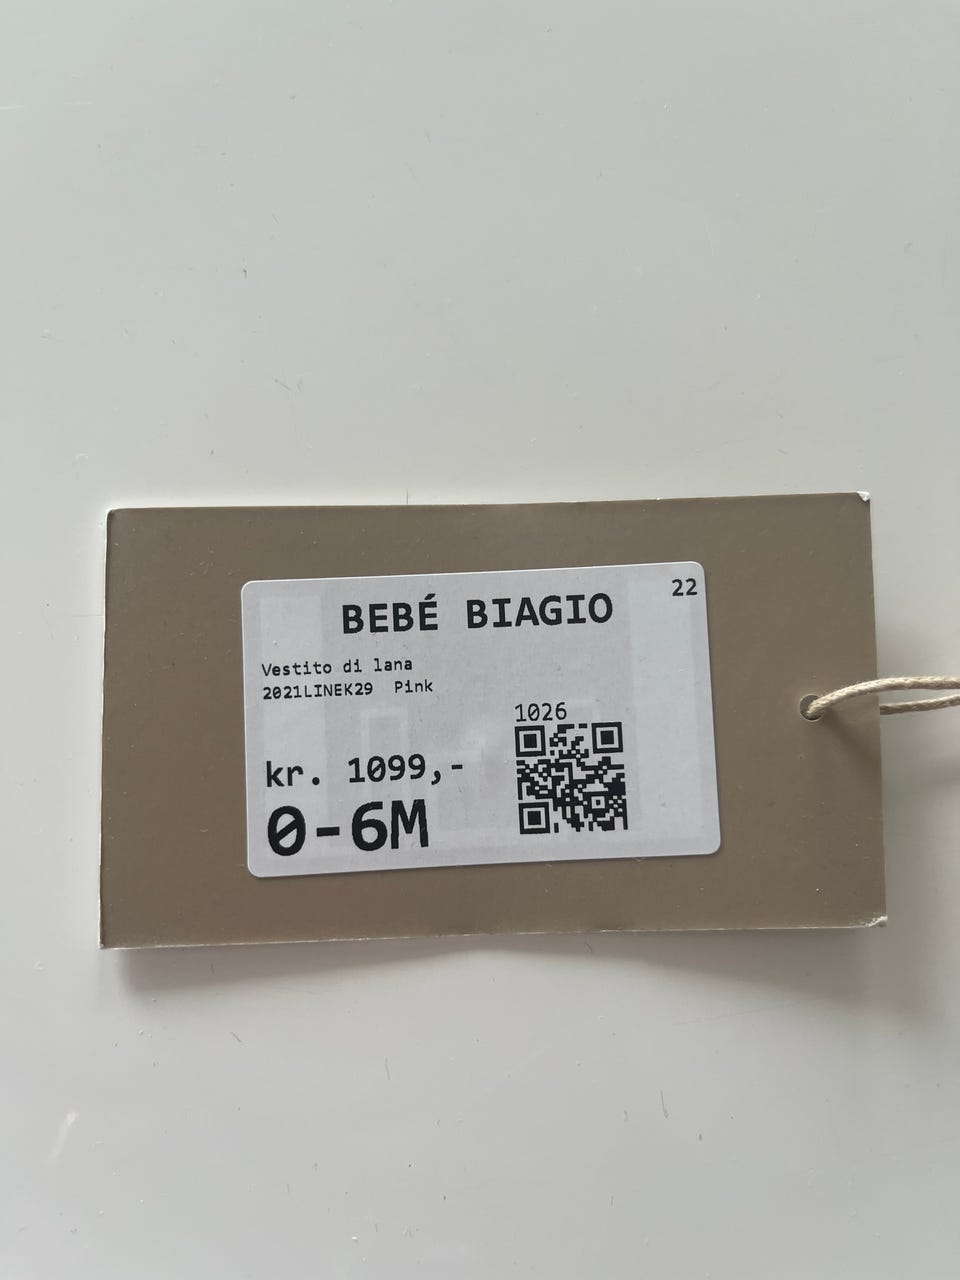 22
BEBÉ BIAGIO
Vestito di lana
2021LINEK29 Pink
1026
kr. 1099,-
0-6M